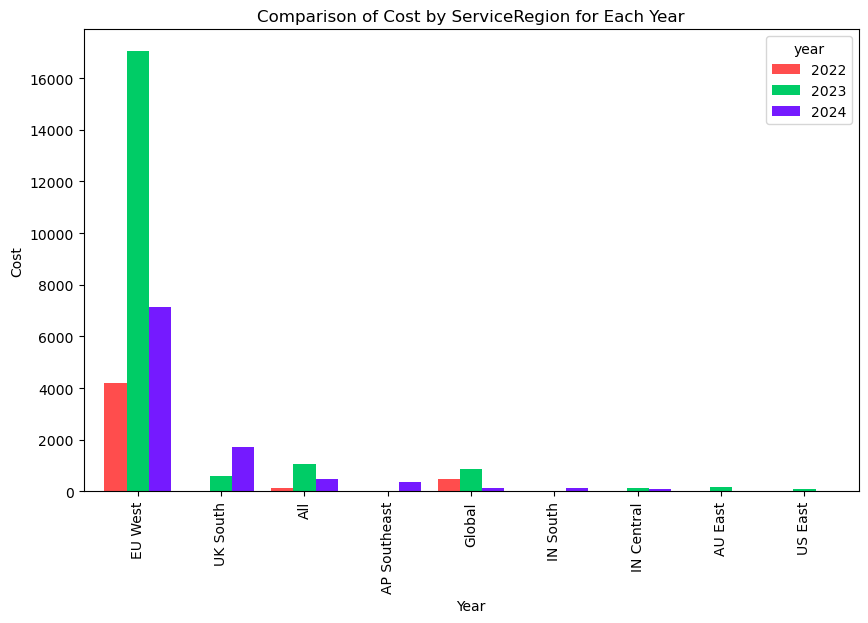 Comparison of Cost by ServiceRegion for Each Year
year
2022
2023
2024
16000
14000
12000
10000
8000
6000
4000
2000
0
Cost
EU West
UK South
All
AP Southeast
Global
IN South
IN Central
AU East
US East
Year